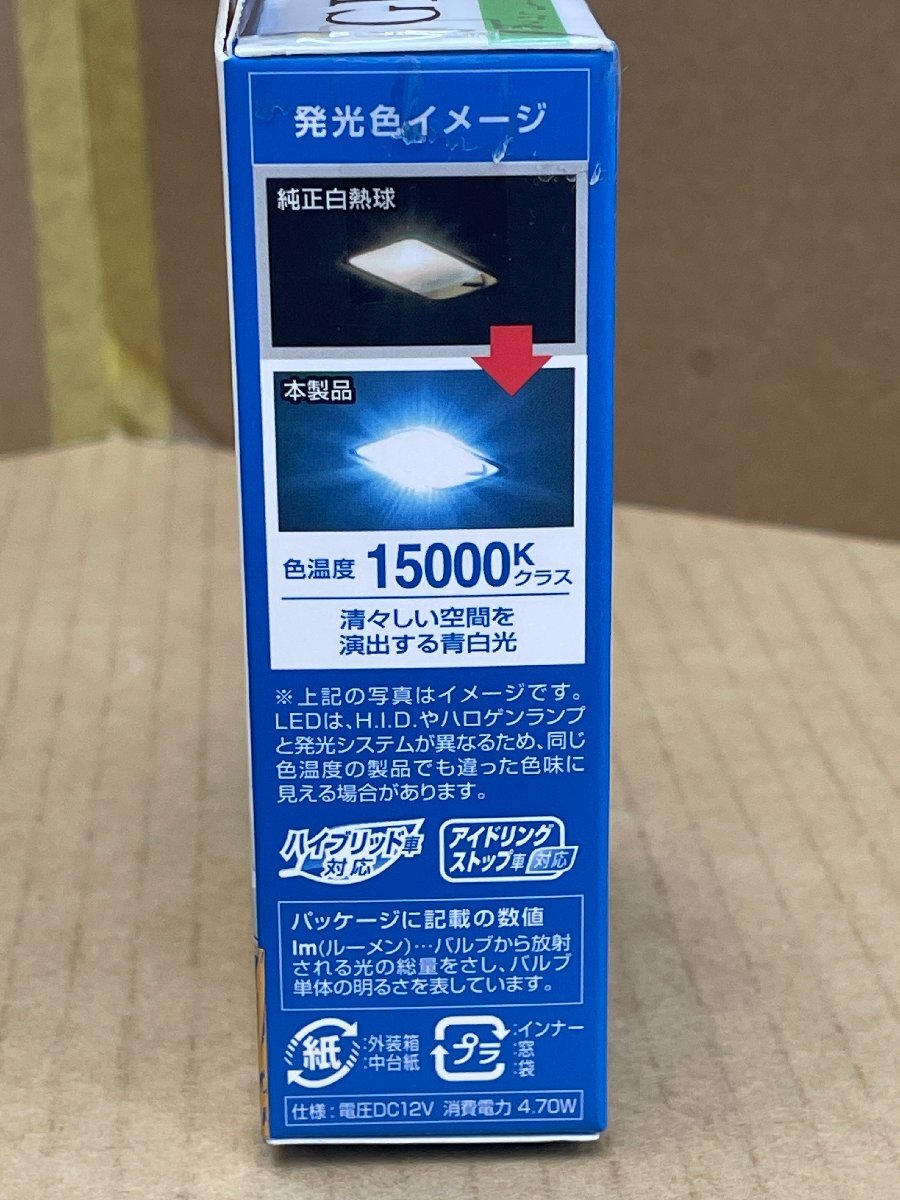 発光色イメージ
純正白熱球
本製品
色温度 15000Kクラス
清々しい空間を
演出する青白光
※上記の写真はイメージです。
LEDは、H.I.D.やハロゲンランプ
と発光システムが異なるため、同じ
色温度の製品でも違った色味に
見える場合があります。
ハイブリッド車
対応
アイドリング
ストップ車 対応
パッケージに記載の数値
lm(ルーメン)…バルブから放射
される光の総量をさし、バルブ
単体の明るさを表しています。
紙
:外装箱
:中台紙
プラ
:インナー
:窓
:袋
仕様:電圧DC12V 消費電力 4.70W